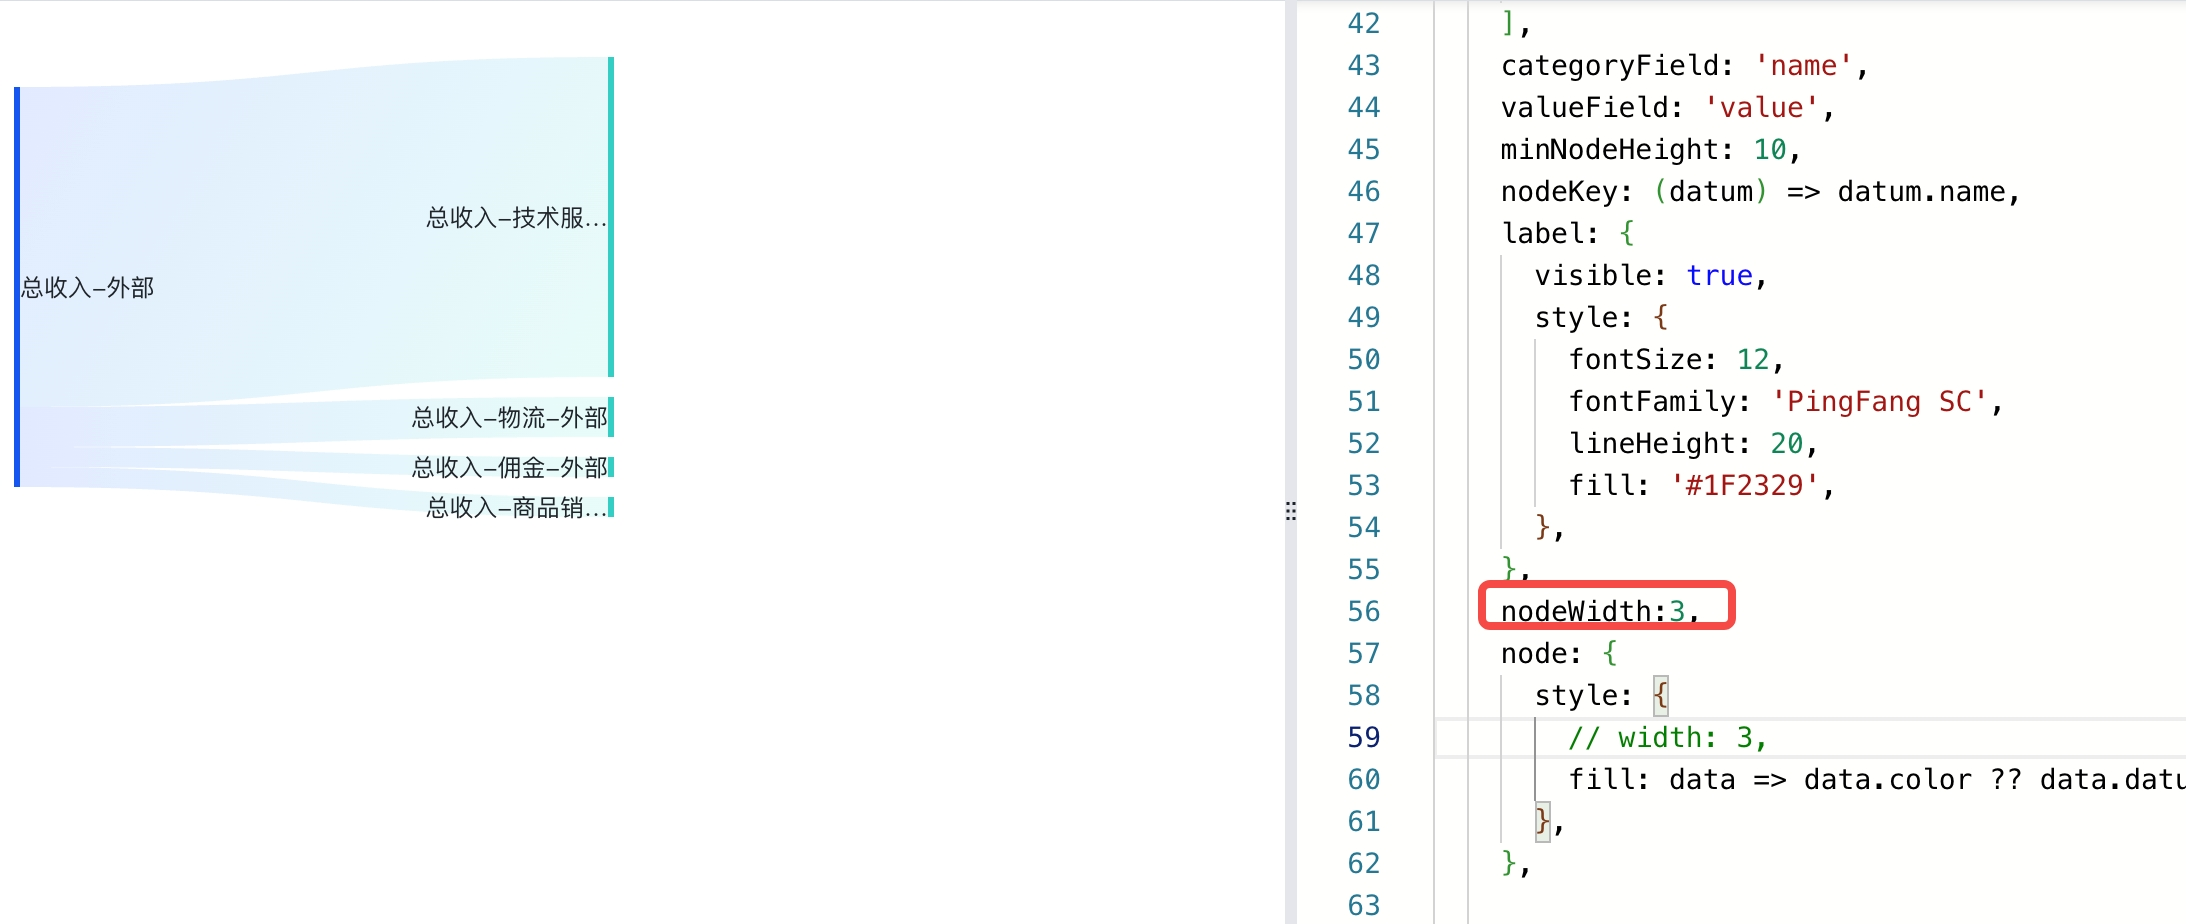 总收入-技术服...
总收入-外部
总收入-物流-外部
总收入-佣金-外部
总收入-商品销...
42 ],
43 categoryField: 'name',
44 valueField: 'value',
45 minNodeHeight: 10,
46 nodeKey: (datum) => datum.name,
47 label: {
48 visible: true,
49 style: {
50 fontSize: 12,
51 fontFamily: 'PingFang SC',
52 lineHeight: 20,
53 fill: '#1F2329',
54 },
55 },
56 nodeWidth:3,
57 node: {
58 style: {
59 // width: 3,
60 fill: data => data.color ?? data.datu
61 },
62 },
63